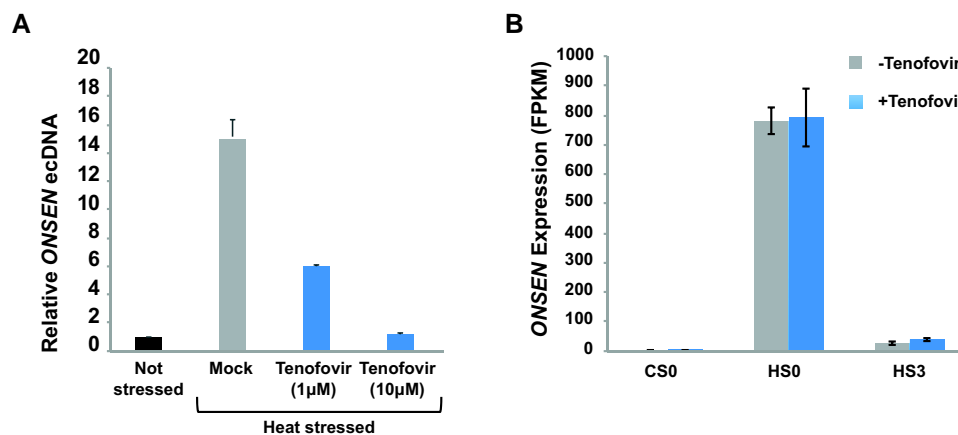 A
20
18
16
14
12
10
8
6
4
2
0
Relative ONSEN ecDNA
Not
stressed
Mock
Tenofovir
(1µM)
Tenofovir
(10µM)
Heat stressed
B
1000
900
800
700
600
500
400
300
200
100
0
ONSEN Expression (FPKM)
-Tenofovir
+Tenofovi
CS0
HS0
HS3